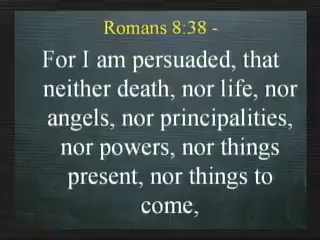 Romans 8:38 -
For I am persuaded, that
neither death, nor life, nor
angels, nor principalities,
nor powers, nor things
present, nor things to
come,